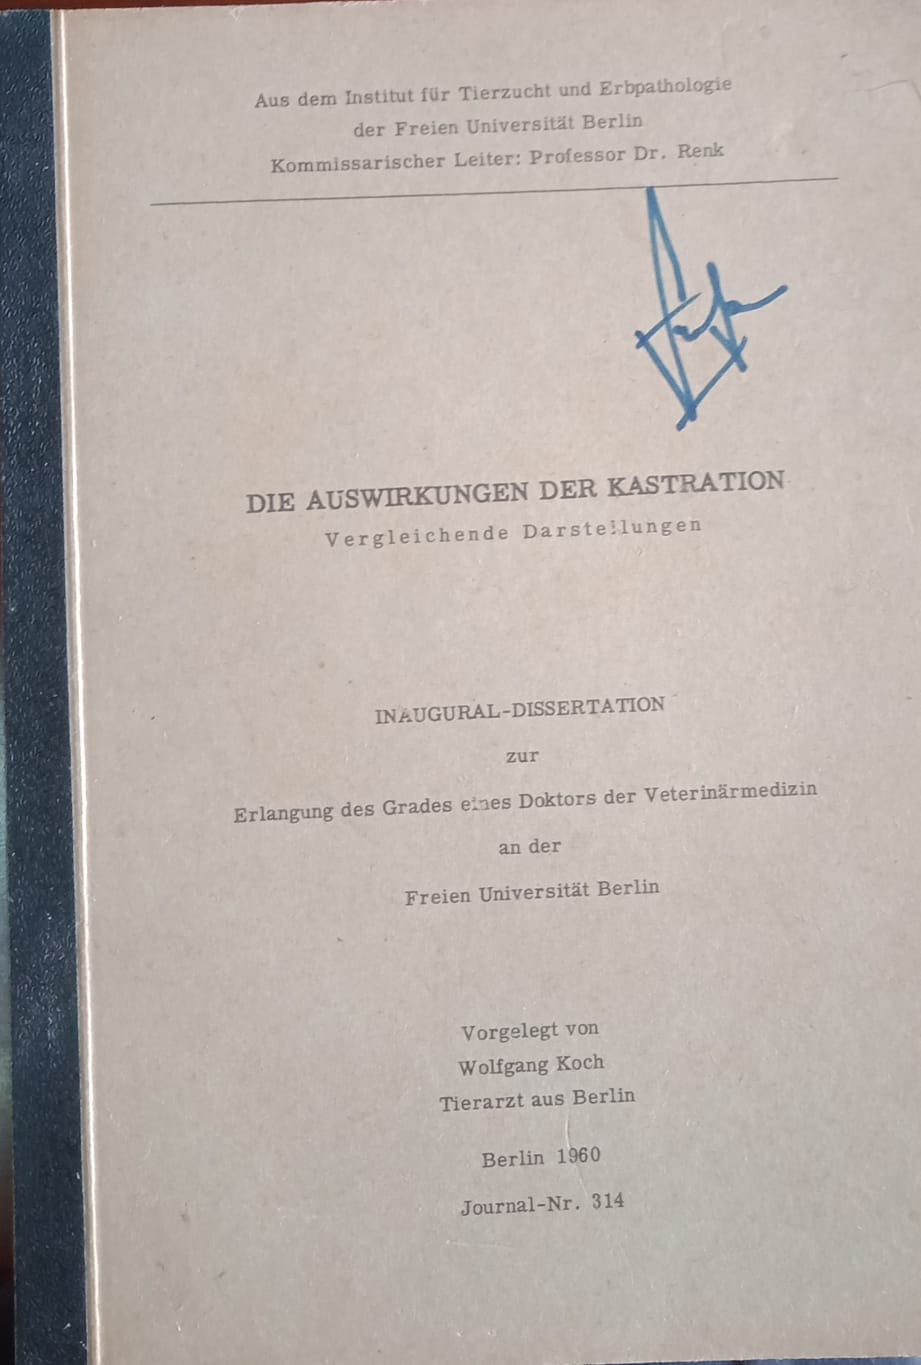 Aus dem Institut für Tierzucht und Erbpathologie
der Freien Universität Berlin
Kommissarischer Leiter: Professor Dr. Renk
DIE AUSWIRKUNGEN DER KASTRATION
Vergleichende Darstellungen
INAUGURAL-DISSERTATION
zur
Erlangung des Grades eines Doktors der Veterinärmedizin
an der
Freien Universität Berlin
Vorgelegt von
Wolfgang Koch
Tierarzt aus Berlin
Berlin 1960
Journal-Nr. 314